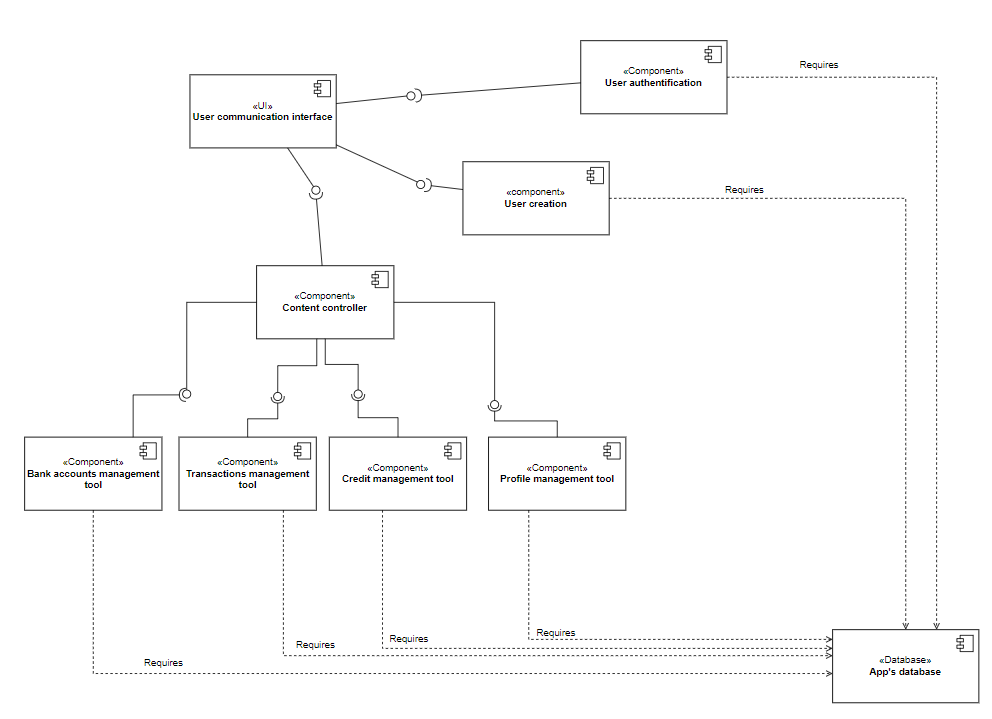 «Component»
User authentification
Requires
«UI»
User communication interface
«component»
User creation
Requires
«Component»
Content controller
«Component»
Bank accounts management
tool
«Component»
Transactions management
tool
«Component»
Credit management tool
«Component»
Profile management tool
Requires
Requires
Requires
Requires
«Database»
App's database